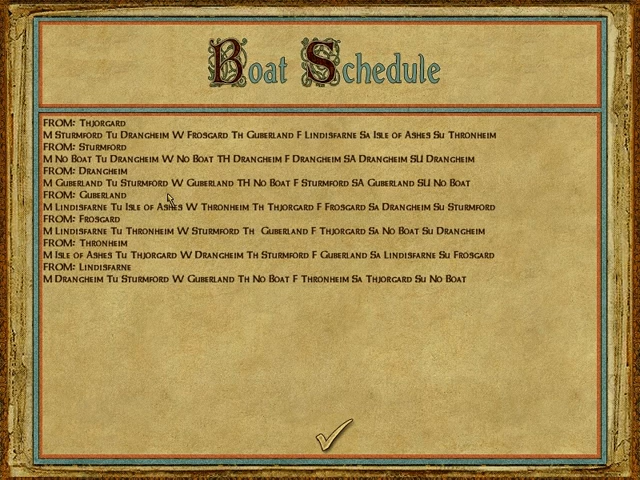 Boat Schedule
FROM: Thjorgard
M Sturmford Tu Drangheim W Frosgard Th Guberland F Lindisfarne Sa Isle of Ashes Su Thronheim
FROM: Sturmford
M No Boat Tu Drangheim W No Boat TH Drangheim F Drangheim SA Drangheim SU Drangheim
FROM: Drangheim
M Guberland Tu Sturmford W Guberland TH No Boat F Sturmford SA Guberland SU No Boat
FROM: Guberland
M Lindisfarne Tu Isle of Ashes W Thronheim Th Thjorgard F Frosgard Sa Drangheim Su Sturmford
FROM: Frosgard
M Lindisfarne Tu Thronheim W Sturmford Th Guberland F Thjorgard Sa No Boat Su Drangheim
FROM: Thronheim
M Isle of Ashes Tu Thjorgard W Drangheim Th Sturmford F Guberland Sa Lindisfarne Su Frosgard
FROM: Lindisfarne
M Drangheim Tu Sturmford W Guberland Th No Boat F Thronheim Sa Thjorgard Su No Boat